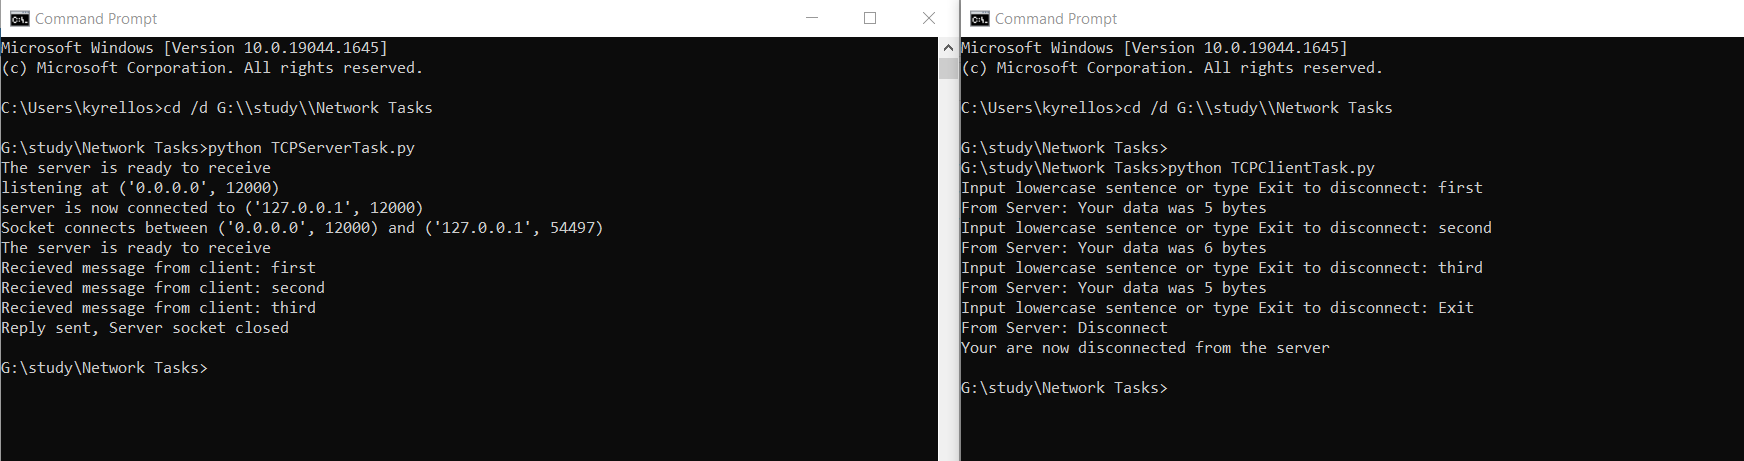 Command Prompt
Microsoft Windows [Version 10.0.19044.1645]
(c) Microsoft Corporation. All rights reserved.
C:\Users\kyrellos>cd /d G:\\study\\Network Tasks
G:\study\Network Tasks>python TCPServerTask.py
The server is ready to receive
listening at ('0.0.0.0', 12000)
server is now connected to ('127.0.0.1', 12000)
Socket connects between ('0.0.0.0', 12000) and ('127.0.0.1', 54497)
The server is ready to receive
Recieved message from client: first
Recieved message from client: second
Recieved message from client: third
Reply sent, Server socket closed
G:\study\Network Tasks>
Command Prompt
Microsoft Windows [Version 10.0.19044.1645]
(c) Microsoft Corporation. All rights reserved.
C:\Users\kyrellos>cd /d G:\\study\\Network Tasks
G:\study\Network Tasks>
G:\study\Network Tasks>python TCPClientTask.py
Input lowercase sentence or type Exit to disconnect: first
From Server: Your data was 5 bytes
Input lowercase sentence or type Exit to disconnect: second
From Server: Your data was 6 bytes
Input lowercase sentence or type Exit to disconnect: third
From Server: Your data was 5 bytes
Input lowercase sentence or type Exit to disconnect: Exit
From Server: Disconnect
Your are now disconnected from the server
G:\study\Network Tasks>